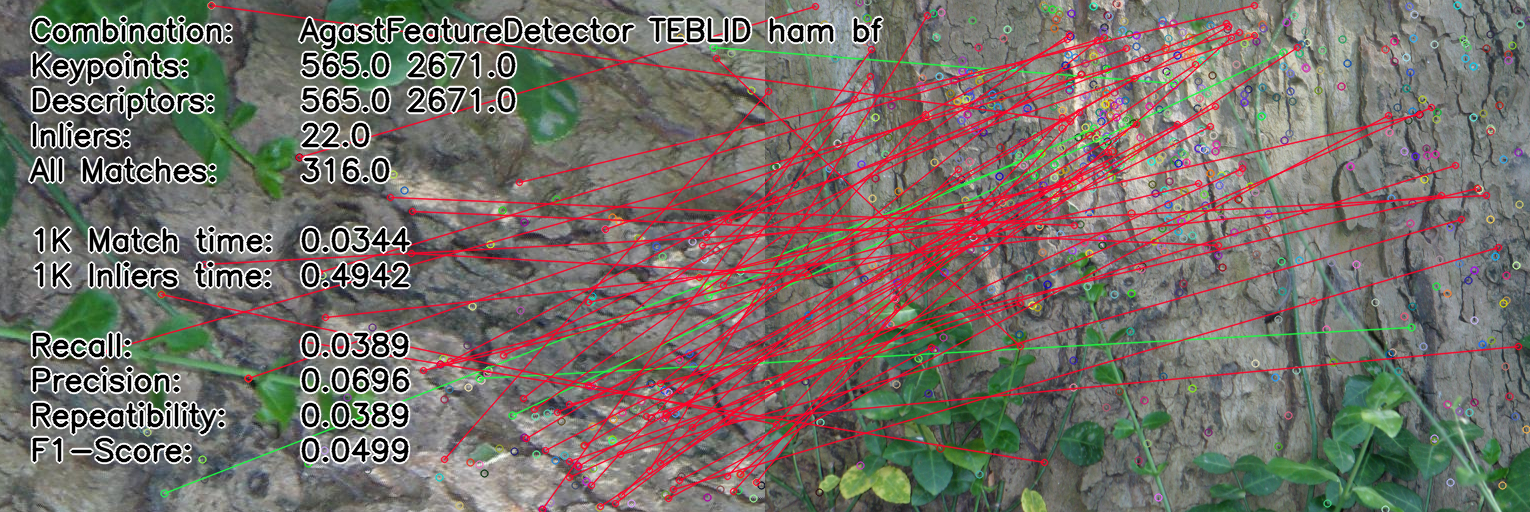 Combination: AgastFeatureDetector TEBLID ham bf
Keypoints: 565.0 2671.0
Descriptors: 565.0 2671.0
Inliers: 22.0
All Matches: 316.0
1K Match time: 0.0344
1K Inliers time: 0.4942
Recall: 0.0389
Precision: 0.0696
Repeatibility: 0.0389
F1-Score: 0.0499